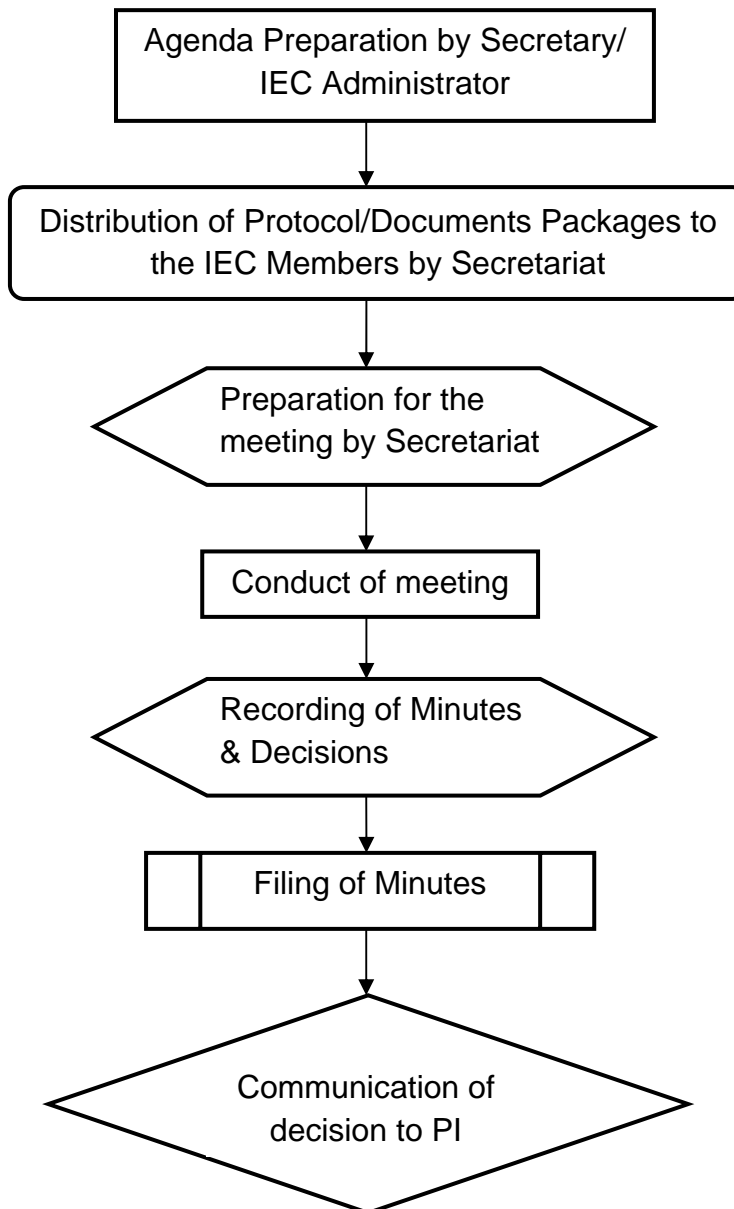 Agenda Preparation by Secretary/
IEC Administrator
Distribution of Protocol/Documents Packages to
the IEC Members by Secretariat
Preparation for the
meeting by Secretariat
Conduct of meeting
Recording of Minutes
& Decisions
Filing of Minutes
Communication of
decision to PI